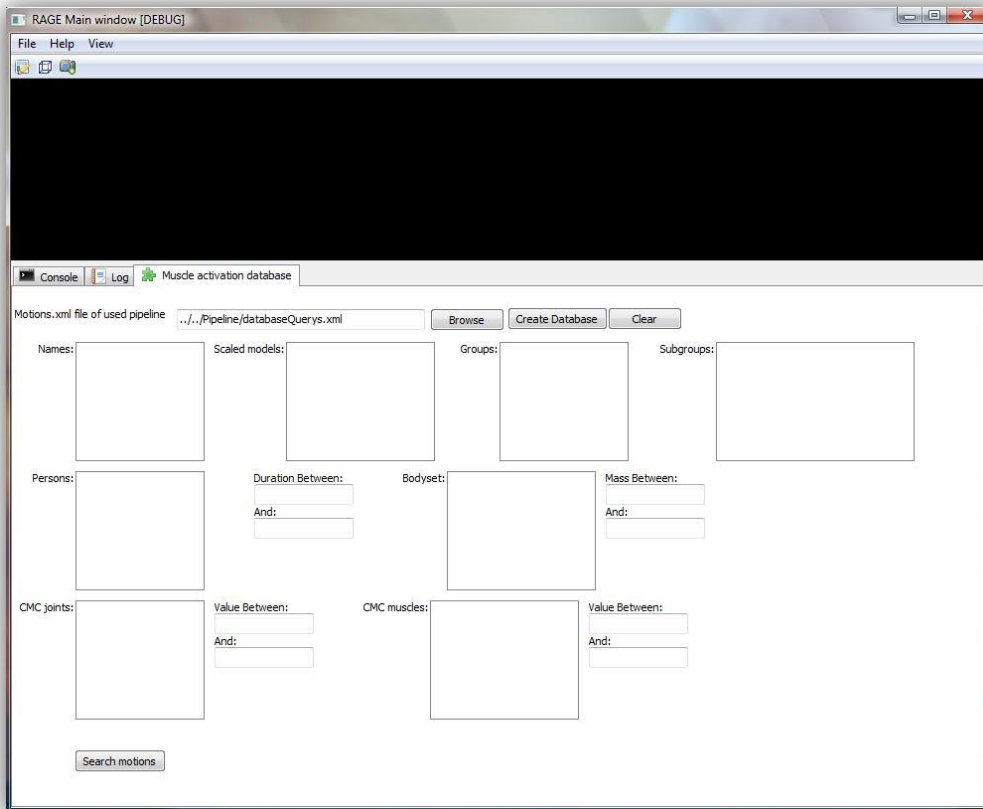 RAGE Main window [DEBUG]
File Help View
Console Log Muscle activation database
Motions.xml file of used pipeline ../../Pipeline/databaseQuerys.xml Browse Create Database Clear
Names: Scaled models: Groups: Subgroups:
Persons: Duration Between: Bodyset: Mass Between:
And: And:
CMC joints: Value Between: CMC muscles: Value Between:
And: And:
Search motions